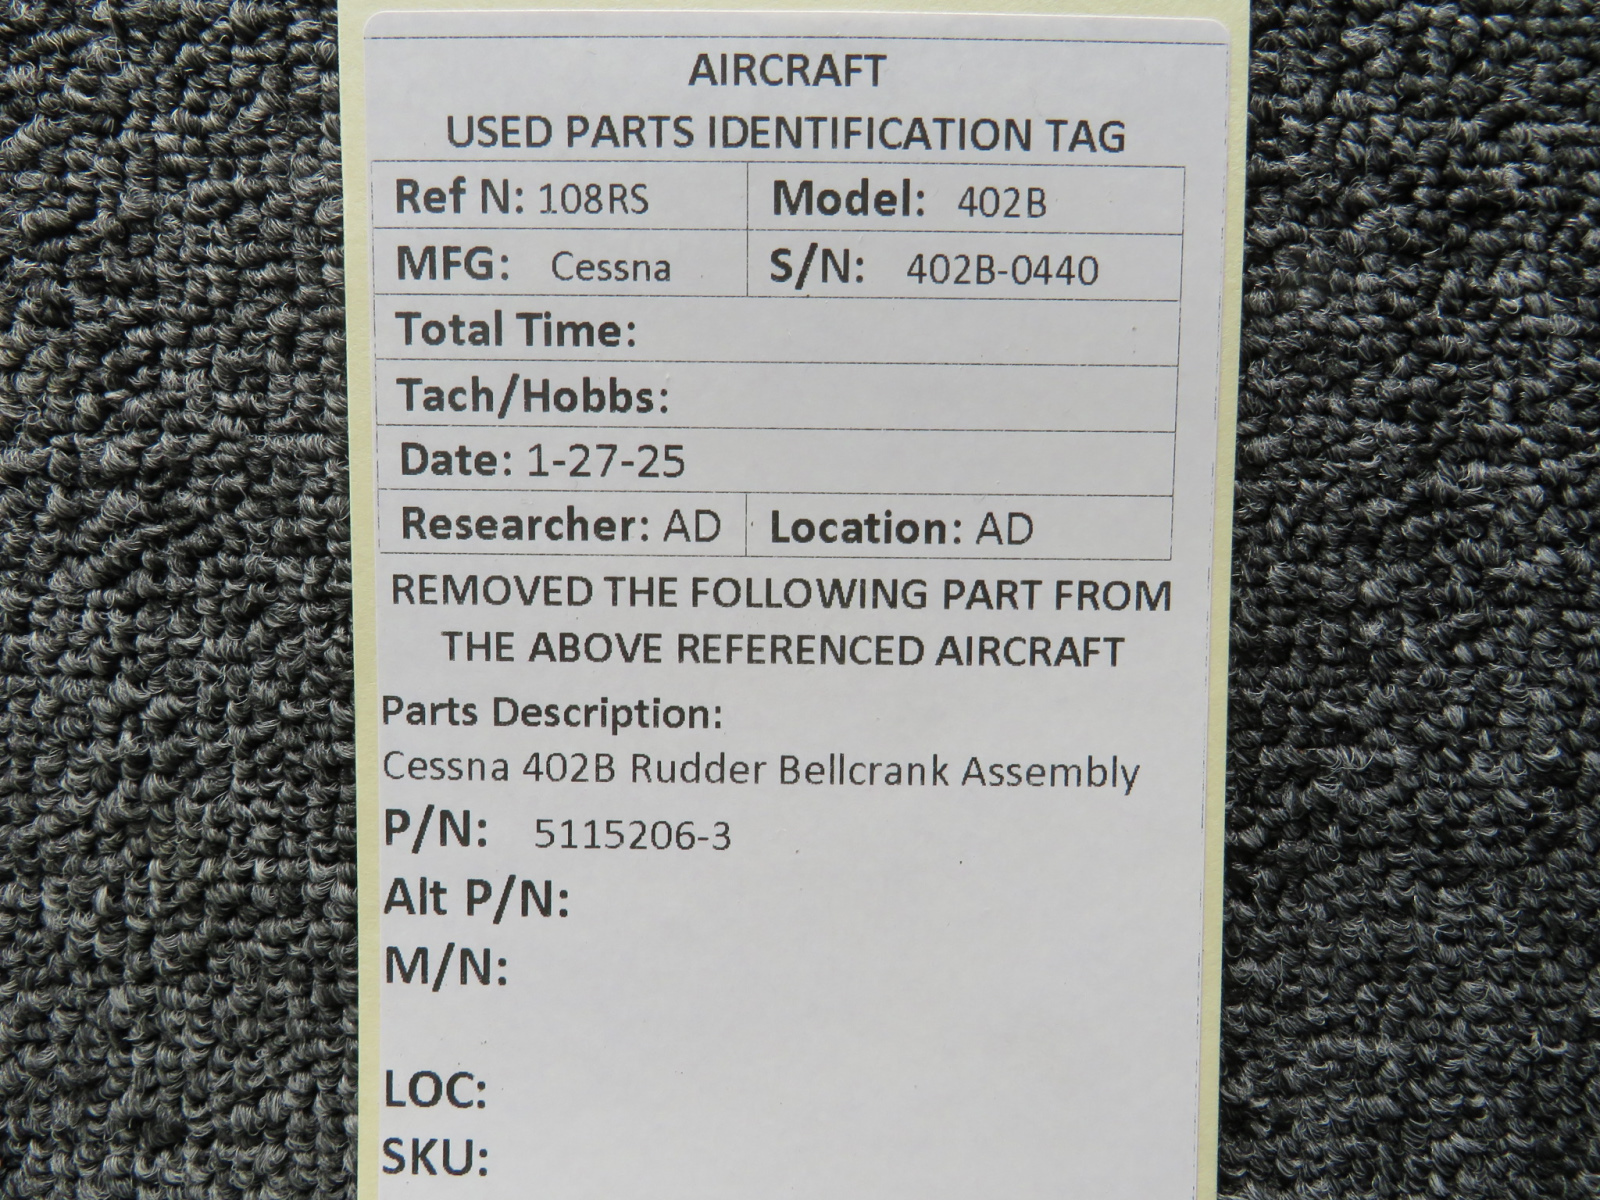 AIRCRAFT
USED PARTS IDENTIFICATION TAG
Ref N: 108RS Model: 402B
MFG: Cessna S/N: 402B-0440
Total Time:
Tach/Hobbs:
Date: 1-27-25
Researcher: AD Location: AD
REMOVED THE FOLLOWING PART FROM
THE ABOVE REFERENCED AIRCRAFT
Parts Description:
Cessna 402B Rudder Bellcrank Assembly
P/N: 5115206-3
Alt P/N:
M/N:
LOC:
SKU: